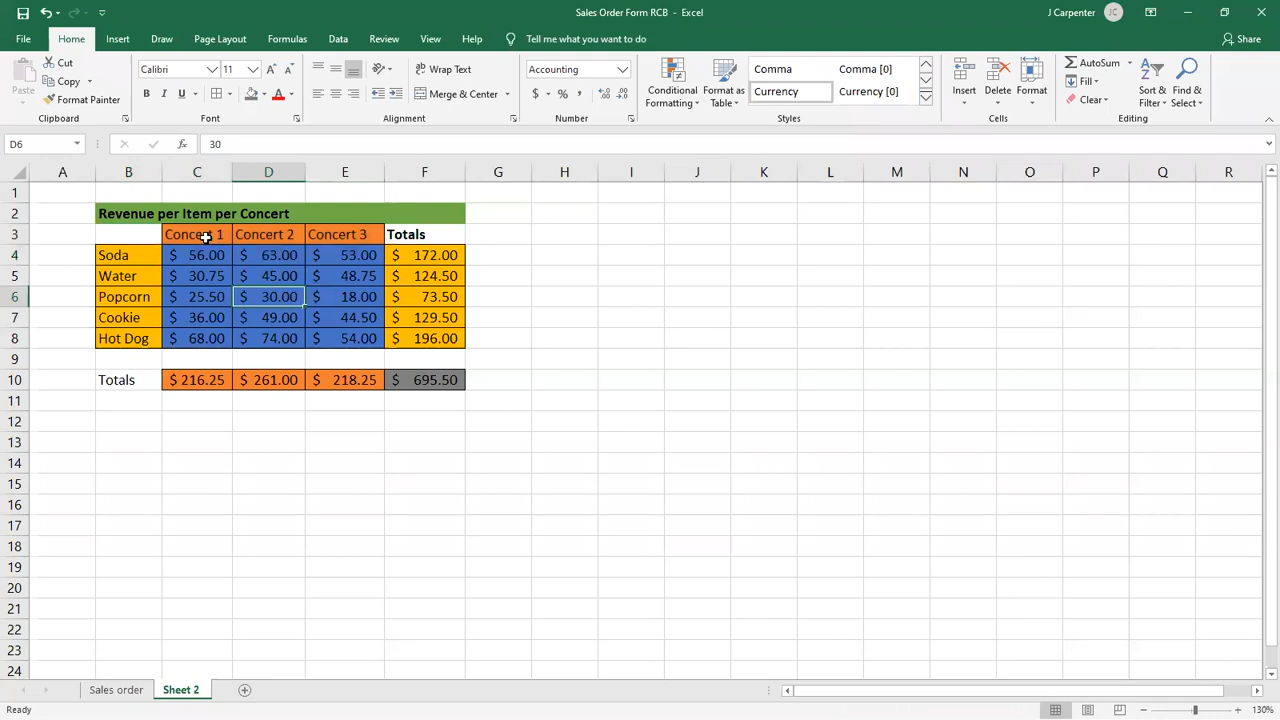 Sales Order Form RCB - Excel
J Carpenter JC
File Home Insert Draw Page Layout Formulas Data Review View Help Tell me what you want to do Share
Paste Cut Copy Format Painter Clipboard
Calibri 11 A A B I U A Font
ab Wrap Text Merge & Center Alignment
Accounting $ % , .00 .0 Number
Conditional Formatting Format as Table Comma Comma [0] Currency Currency [0] Styles
Insert Delete Format Cells
AutoSum Fill Clear Sort & Filter Find & Select Editing
D6 fx 30
A B C D E F G H I J K L M N O P Q R
1
2 Revenue per Item per Concert
3 Concert 1 Concert 2 Concert 3 Totals
4 Soda $ 56.00 $ 63.00 $ 53.00 $ 172.00
5 Water $ 30.75 $ 45.00 $ 48.75 $ 124.50
6 Popcorn $ 25.50 $ 30.00 $ 18.00 $ 73.50
7 Cookie $ 36.00 $ 49.00 $ 44.50 $ 129.50
8 Hot Dog $ 68.00 $ 74.00 $ 54.00 $ 196.00
9
10 Totals $ 216.25 $ 261.00 $ 218.25 $ 695.50
11
12
13
14
15
16
17
18
19
20
21
22
23
24
Sales order Sheet 2
Ready 130%